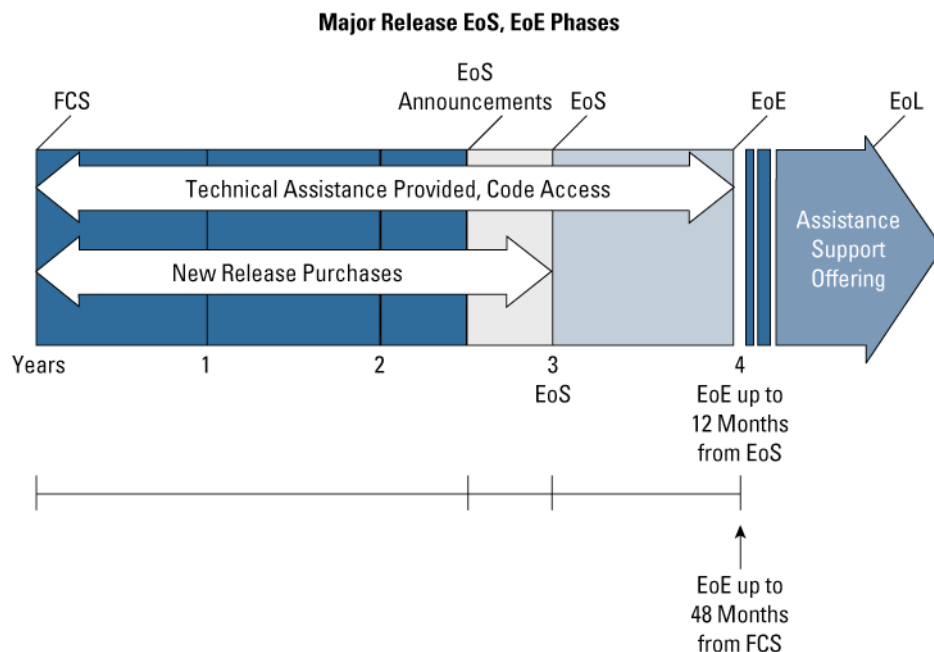 Major Release EoS, EoE Phases
EoS
FCS
Announcements
EoS
EoE
EoL
Technical Assistance Provided, Code Access
Assistance
Support
Offering
New Release Purchases
Years
1
2
3
4
EoS
EoE up to
12 Months
from EoS
EoE up to
48 Months
from FCS